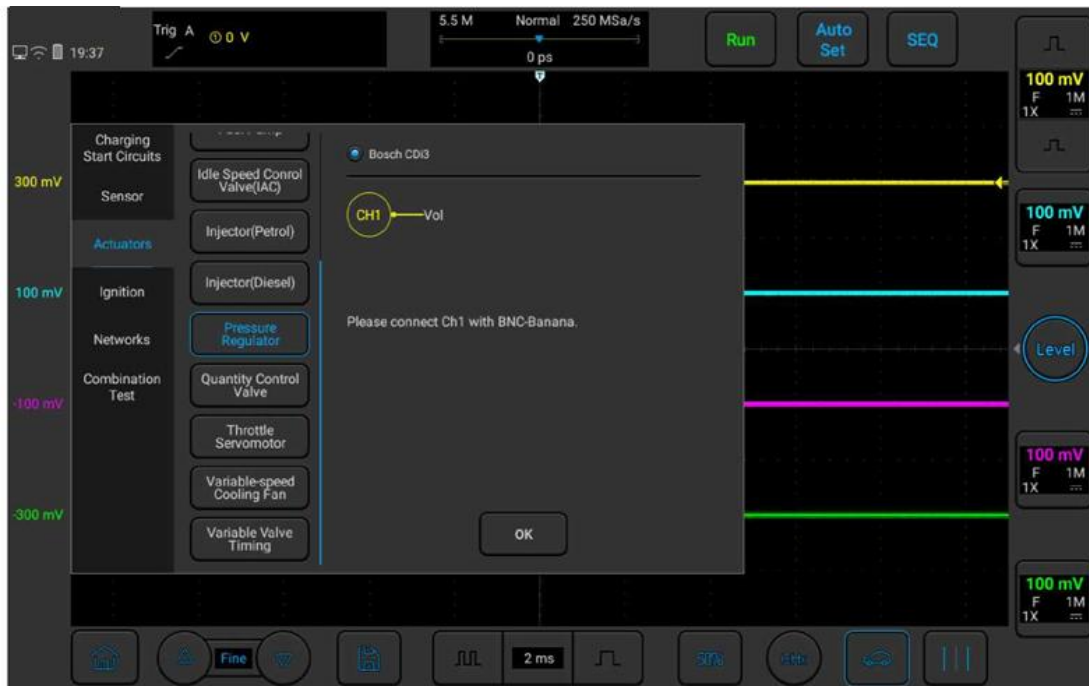 19:37
Trig A ① 0 V
5.5 M Normal 250 MSa/s
0 ps
T
Run
Auto
Set
SEQ
100 mV
F 1M
1X
300 mV
100 mV
-100 mV
-300 mV
Charging
Start Circuits
Sensor
Actuators
Ignition
Networks
Combination
Test
Idle Speed Conrol
Valve(IAC)
Injector(Petrol)
Injector(Diesel)
Pressure
Regulator
Quantity Control
Valve
Throttle
Servomotor
Variable-speed
Cooling Fan
Variable Valve
Timing
Bosch CDi3
CH1 Vol
Please connect Ch1 with BNC-Banana.
OK
100 mV
F 1M
1X
Level
100 mV
F 1M
1X
100 mV
F 1M
1X
Fine
2 ms
50%